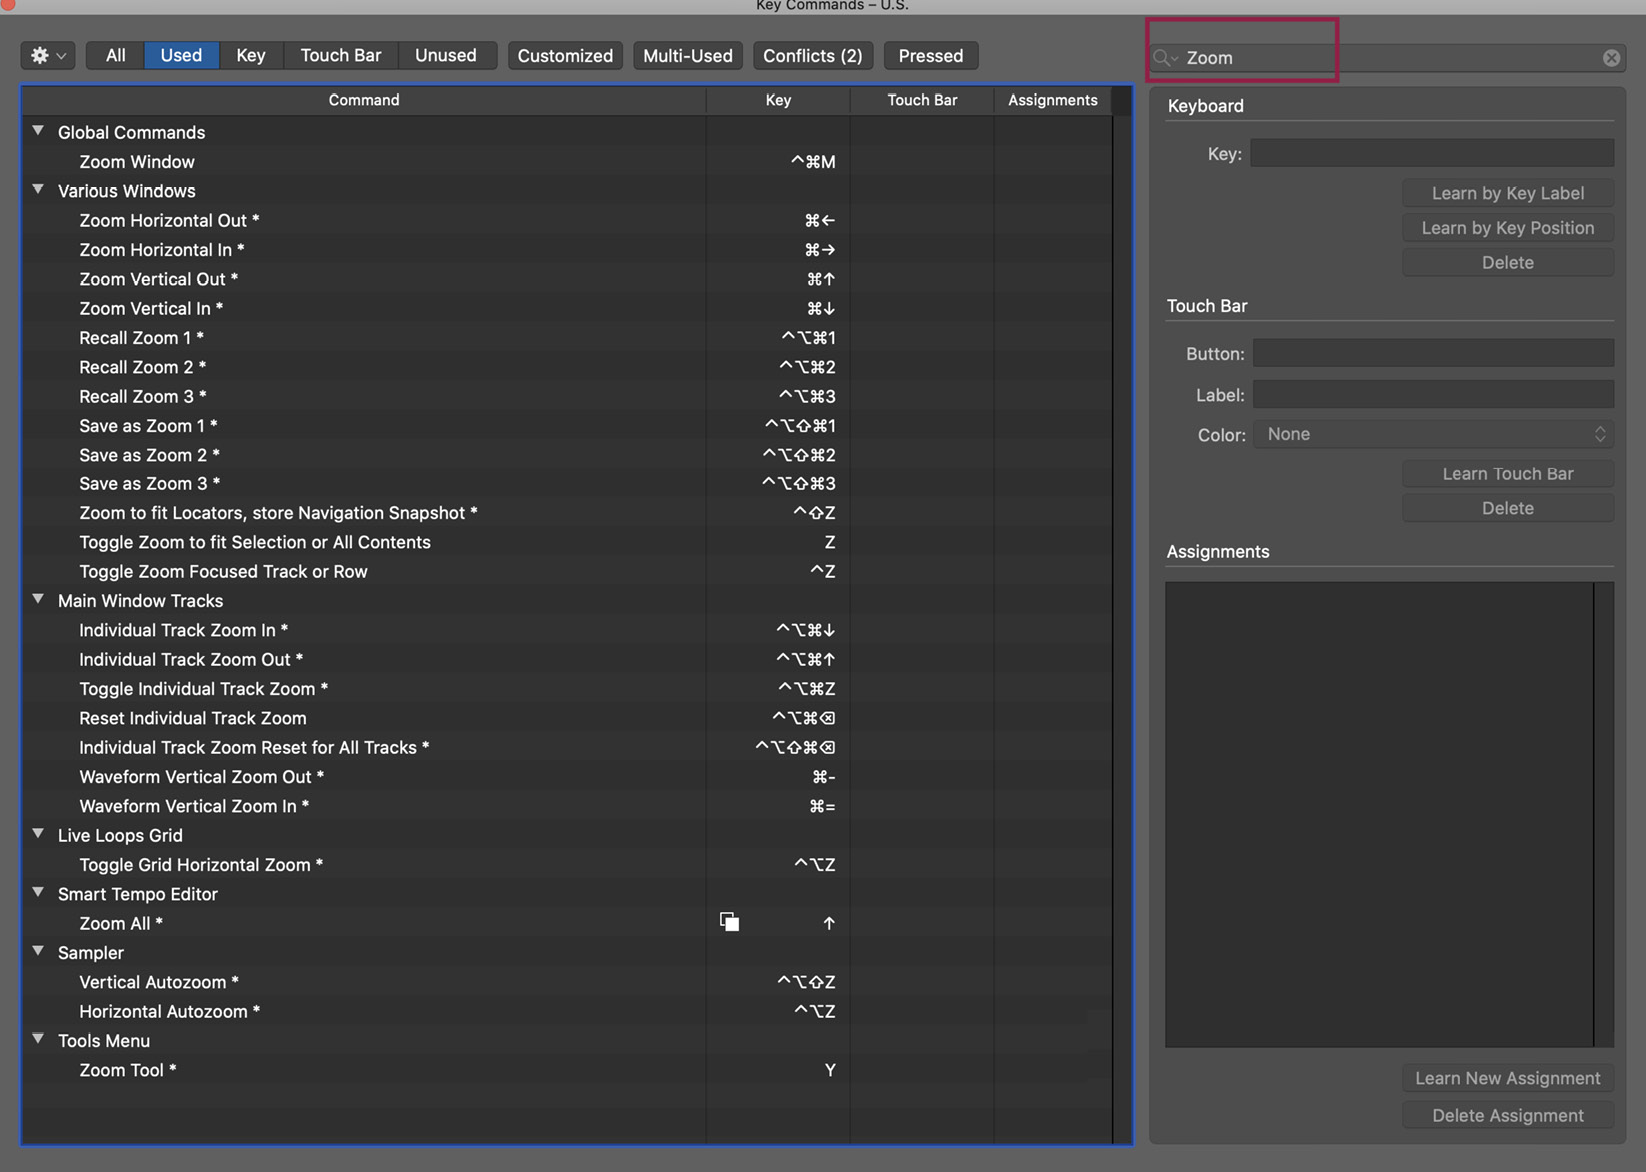 Key Commands – U.S.
All Used Key Touch Bar Unused Customized Multi-Used Conflicts (2) Pressed
Zoom
Command Key Touch Bar Assignments
Global Commands
Zoom Window ^⌘M
Various Windows
Zoom Horizontal Out * ⌘←
Zoom Horizontal In * ⌘→
Zoom Vertical Out * ⌘↑
Zoom Vertical In * ⌘↓
Recall Zoom 1 * ^⌥⌘1
Recall Zoom 2 * ^⌥⌘2
Recall Zoom 3 * ^⌥⌘3
Save as Zoom 1 * ^⌥⇧⌘1
Save as Zoom 2 * ^⌥⇧⌘2
Save as Zoom 3 * ^⌥⇧⌘3
Zoom to fit Locators, store Navigation Snapshot * ^⇧Z
Toggle Zoom to fit Selection or All Contents Z
Toggle Zoom Focused Track or Row ^Z
Main Window Tracks
Individual Track Zoom In * ^⌥⌘↓
Individual Track Zoom Out * ^⌥⌘↑
Toggle Individual Track Zoom * ^⌥⌘Z
Reset Individual Track Zoom ^⌥⌘⌫
Individual Track Zoom Reset for All Tracks * ^⌥⇧⌘⌫
Waveform Vertical Zoom Out * ⌘-
Waveform Vertical Zoom In * ⌘=
Live Loops Grid
Toggle Grid Horizontal Zoom * ^⌥Z
Smart Tempo Editor
Zoom All * ↑
Sampler
Vertical Autozoom * ^⌥⇧Z
Horizontal Autozoom * ^⌥Z
Tools Menu
Zoom Tool * Y
Keyboard
Key:
Learn by Key Label
Learn by Key Position
Delete
Touch Bar
Button:
Label:
Color: None
Learn Touch Bar
Delete
Assignments
Learn New Assignment
Delete Assignment